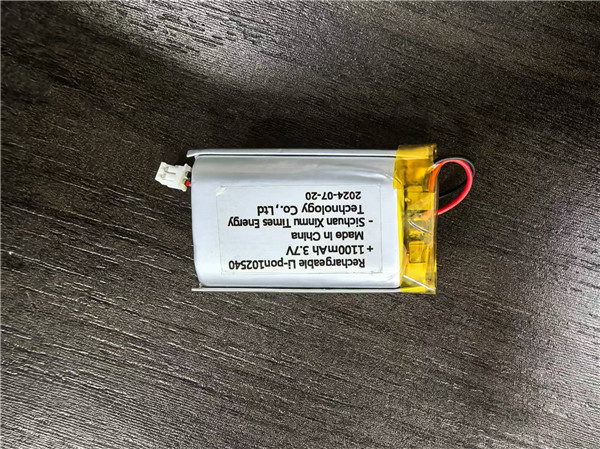 Rechargeable Li-pon102540
+1100mAh 3.7V
Made in China
- Sichuan Xinmu Times Energy
Technology Co., Ltd
2024-07-20